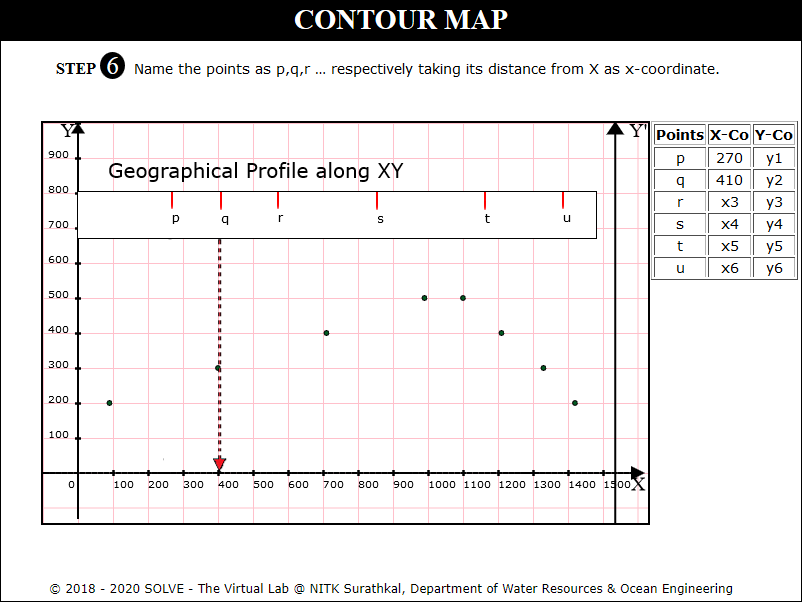 CONTOUR MAP
STEP 6 Name the points as p,q,r ... respectively taking its distance from X as x-coordinate.
Y Y'
900
Geographical Profile along XY
800
p q r s t u
700
600
500
400
300
200
100
0 100 200 300 400 500 600 700 800 900 1000 1100 1200 1300 1400 1500 X
Points X-Co Y-Co
p 270 y1
q 410 y2
r x3 y3
s x4 y4
t x5 y5
u x6 y6
© 2018 - 2020 SOLVE - The Virtual Lab @ NITK Surathkal, Department of Water Resources & Ocean Engineering